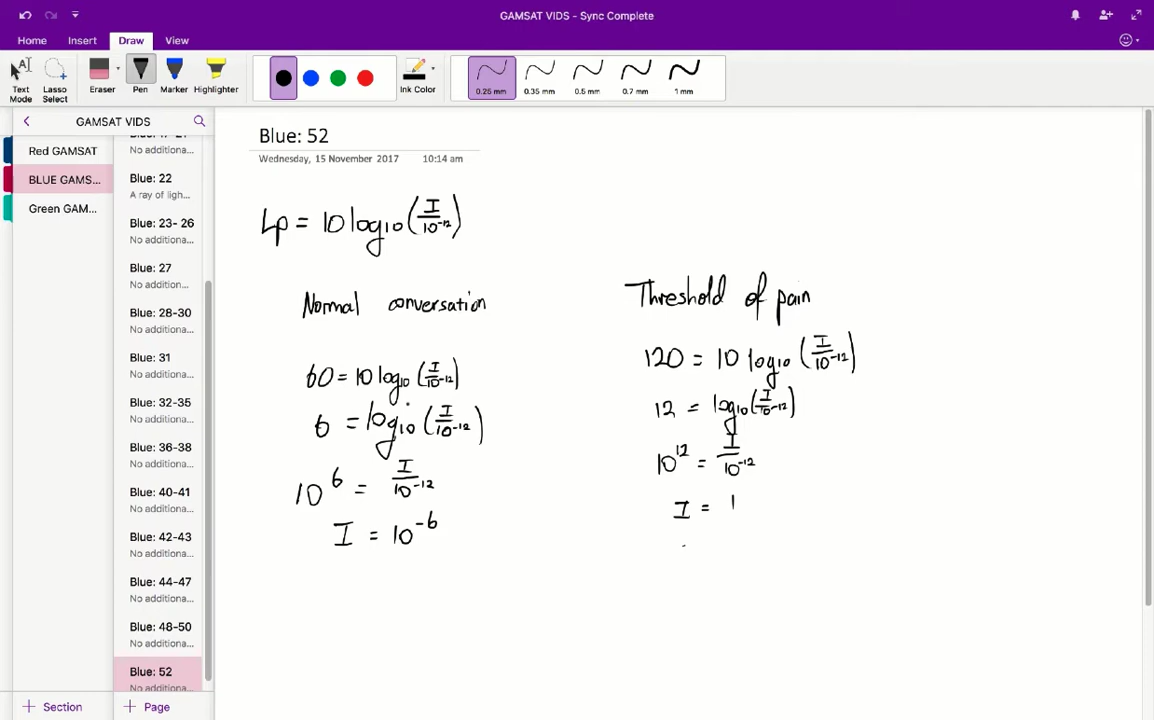 GAMSAT VIDS - Sync Complete
Home Insert Draw View
Text Mode
Lasso Select
Eraser
Pen
Marker
Highlighter
Ink Color
0.25 mm
0.35 mm
0.5 mm
0.7 mm
1 mm
GAMSAT VIDS
Red GAMSAT
BLUE GAMS...
Green GAM...
No additiona...
Blue: 22
A ray of ligh...
Blue: 23- 26
No additiona...
Blue: 27
No addition...
Blue: 28-30
No additiona...
Blue: 31
No additiona...
Blue: 32-35
No additiona...
Blue: 36-38
No additiona...
Blue: 40-41
No additiona...
Blue: 42-43
No additiona...
Blue: 44-47
No additiona...
Blue: 48-50
No additiona...
Blue: 52
No additiona...
+ Section
+ Page
Blue: 52
Wednesday, 15 November 2017 10:14 am
Lp = 10 log10 (I/10^-12)
Normal conversation
60 = 10 log10 (I/10^-12)
6 = log10 (I/10^-12)
10^6 = I/10^-12
I = 10^-6
Threshold of pain
120 = 10 log10 (I/10^-12)
12 = log10 (I/10^-12)
10^12 = I/10^-12
I = 1